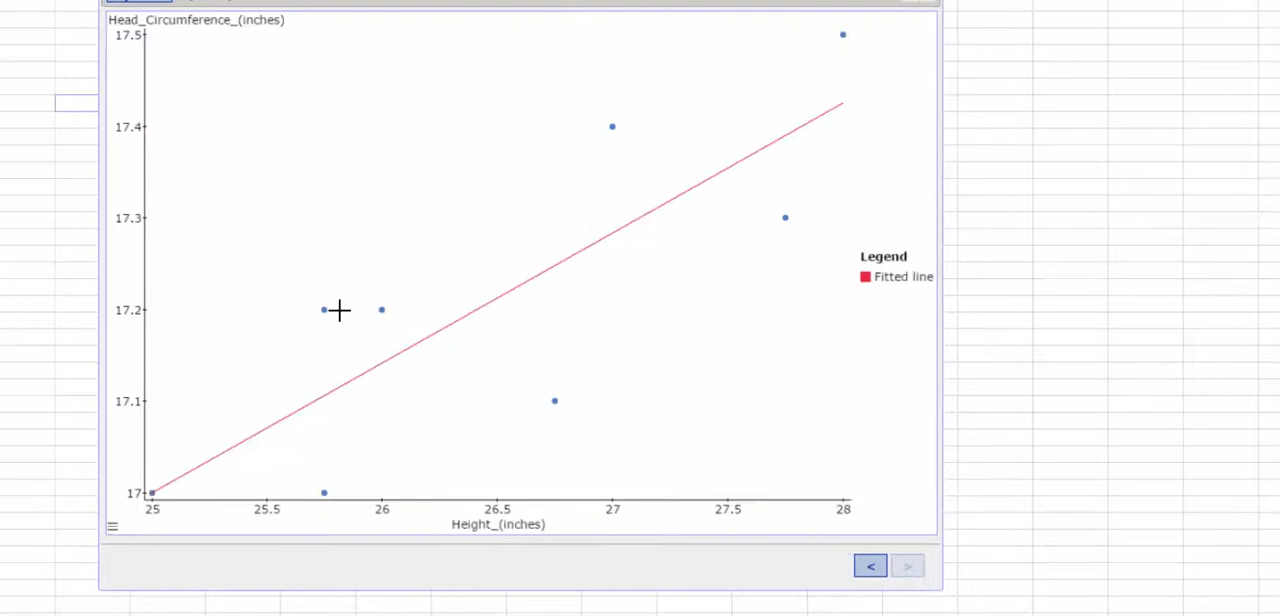 Head_Circumference_(inches)
17.5
17.4
17.3
17.2
17.1
17
25 25.5 26 26.5 27 27.5 28
Height_(inches)
Legend
Fitted line
< >